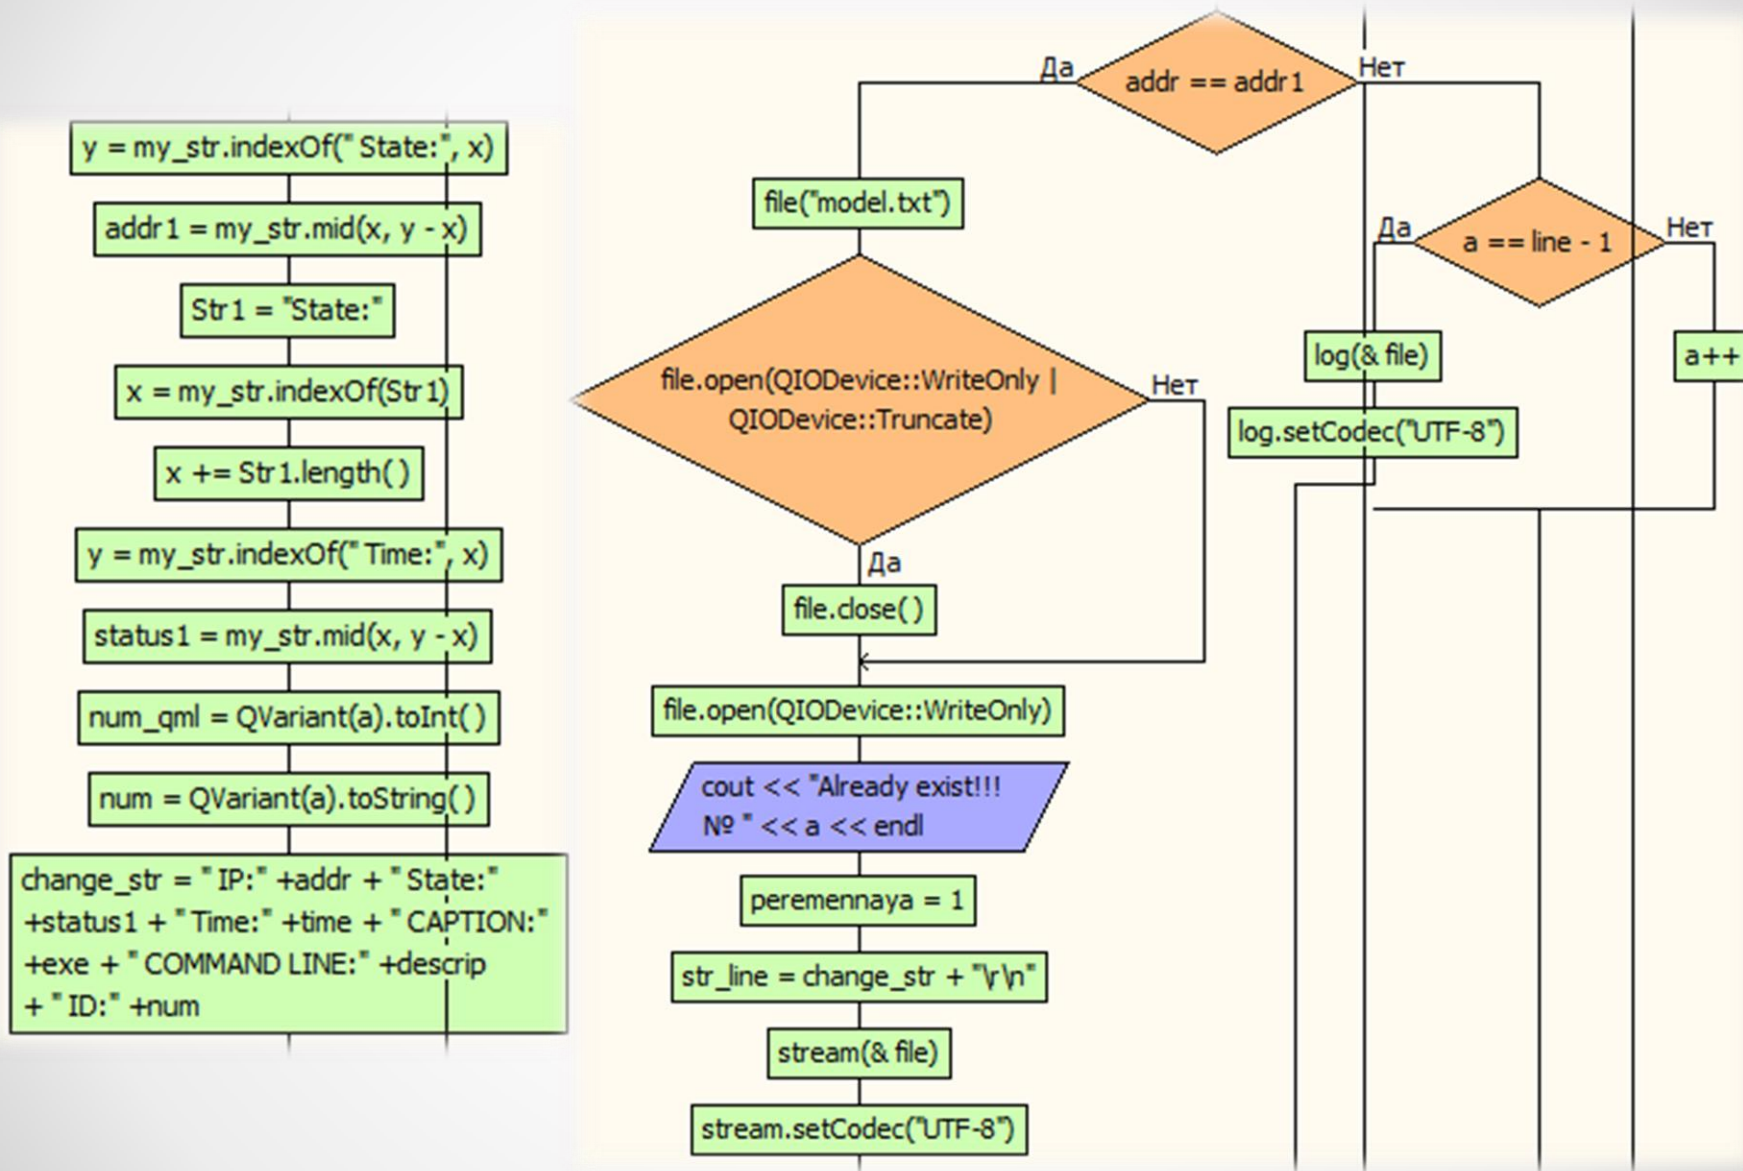 y = my_str.indexOf(" State:", x)
addr1 = my_str.mid(x, y - x)
Str1 = "State:"
x = my_str.indexOf(Str1)
x += Str1.length()
y = my_str.indexOf(" Time:", x)
status1 = my_str.mid(x, y - x)
num_qml = QVariant(a).toInt()
num = QVariant(a).toString()
change_str = " IP:" +addr + " State:"
+status1 + " Time:" +time + " CAPTION:"
+exe + " COMMAND LINE:" +descrip
+ " ID:" +num
Да
addr == addr1
Нет
file("model.txt")
file.open(QIODevice::WriteOnly |
QIODevice::Truncate)
Нет
Да
file.close()
file.open(QIODevice::WriteOnly)
cout << "Already exist!!!
№ " << a << endl
peremennaya = 1
str_line = change_str + "\r\n"
stream(& file)
stream.setCodec("UTF-8")
Да
a == line - 1
Нет
log(& file)
log.setCodec("UTF-8")
a++